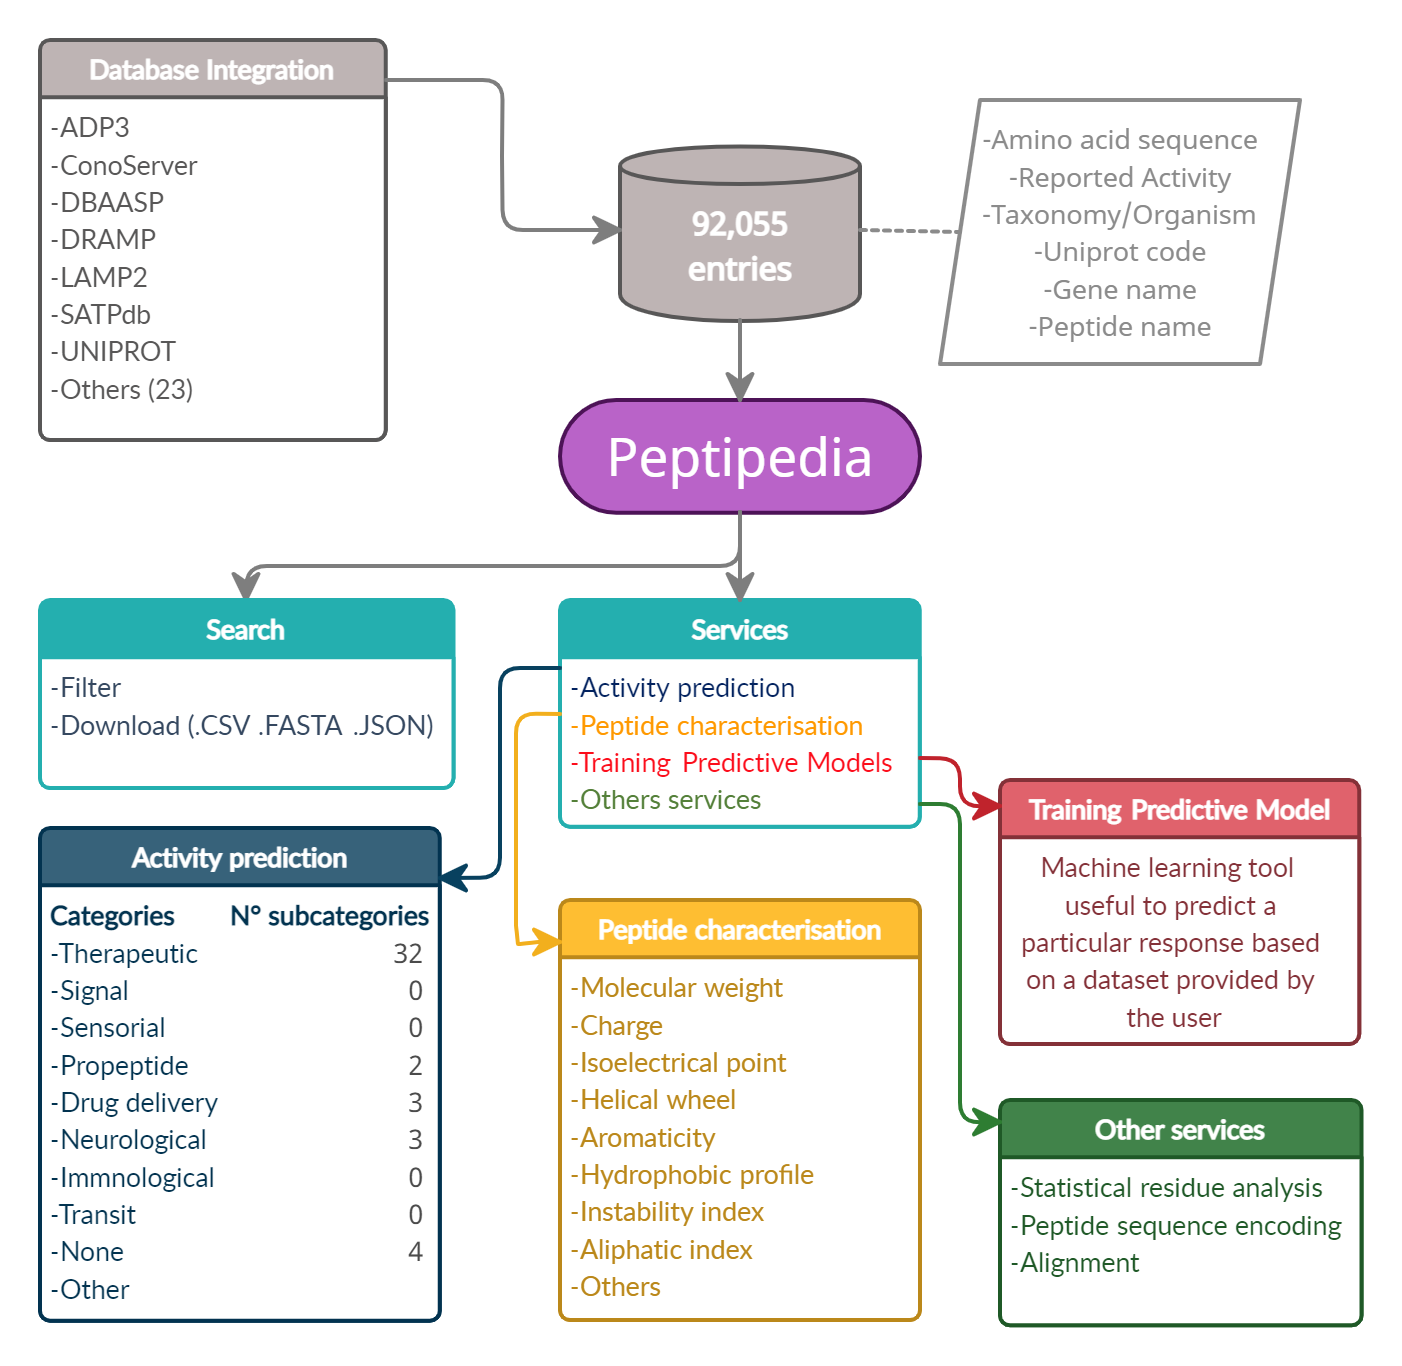 Database Integration
-ADP3
-ConoServer
-DBAASP
-DRAMP
-LAMP2
-SATPdb
-UNIPROT
-Others (23)
92,055
entries
-Amino acid sequence
-Reported Activity
-Taxonomy/Organism
-Uniprot code
-Gene name
-Peptide name
Peptipedia
Search
-Filter
-Download (.CSV .FASTA .JSON)
Services
-Activity prediction
-Peptide characterisation
-Training Predictive Models
-Others services
Activity prediction
Categories N° subcategories
-Therapeutic 32
-Signal 0
-Sensorial 0
-Propeptide 2
-Drug delivery 3
-Neurological 3
-Immnological 0
-Transit 0
-None 4
-Other
Peptide characterisation
-Molecular weight
-Charge
-Isoelectrical point
-Helical wheel
-Aromaticity
-Hydrophobic profile
-Instability index
-Aliphatic index
-Others
Training Predictive Model
Machine learning tool
useful to predict a
particular response based
on a dataset provided by
the user
Other services
-Statistical residue analysis
-Peptide sequence encoding
-Alignment